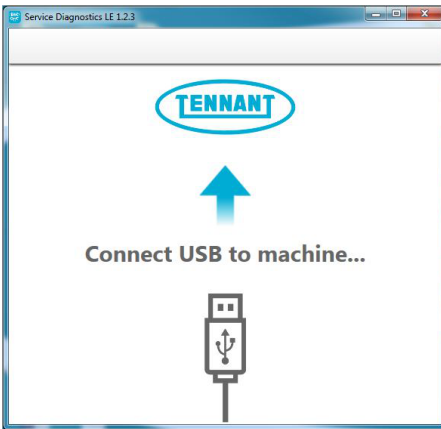 Service Diagnostics LE 1.2.3
TENNANT
Connect USB to machine...